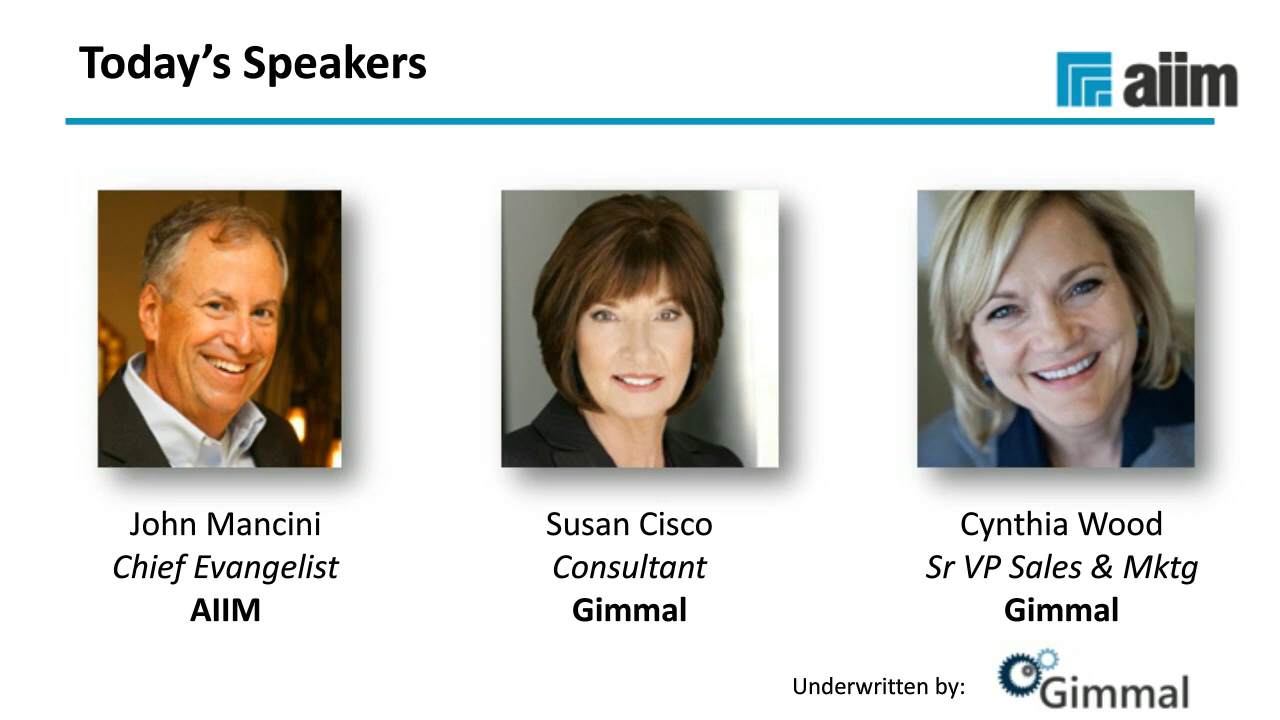 Today’s Speakers
aiim
John Mancini
Chief Evangelist
AIIM
Susan Cisco
Consultant
Gimmal
Cynthia Wood
Sr VP Sales & Mktg
Gimmal
Underwritten by:
Gimmal